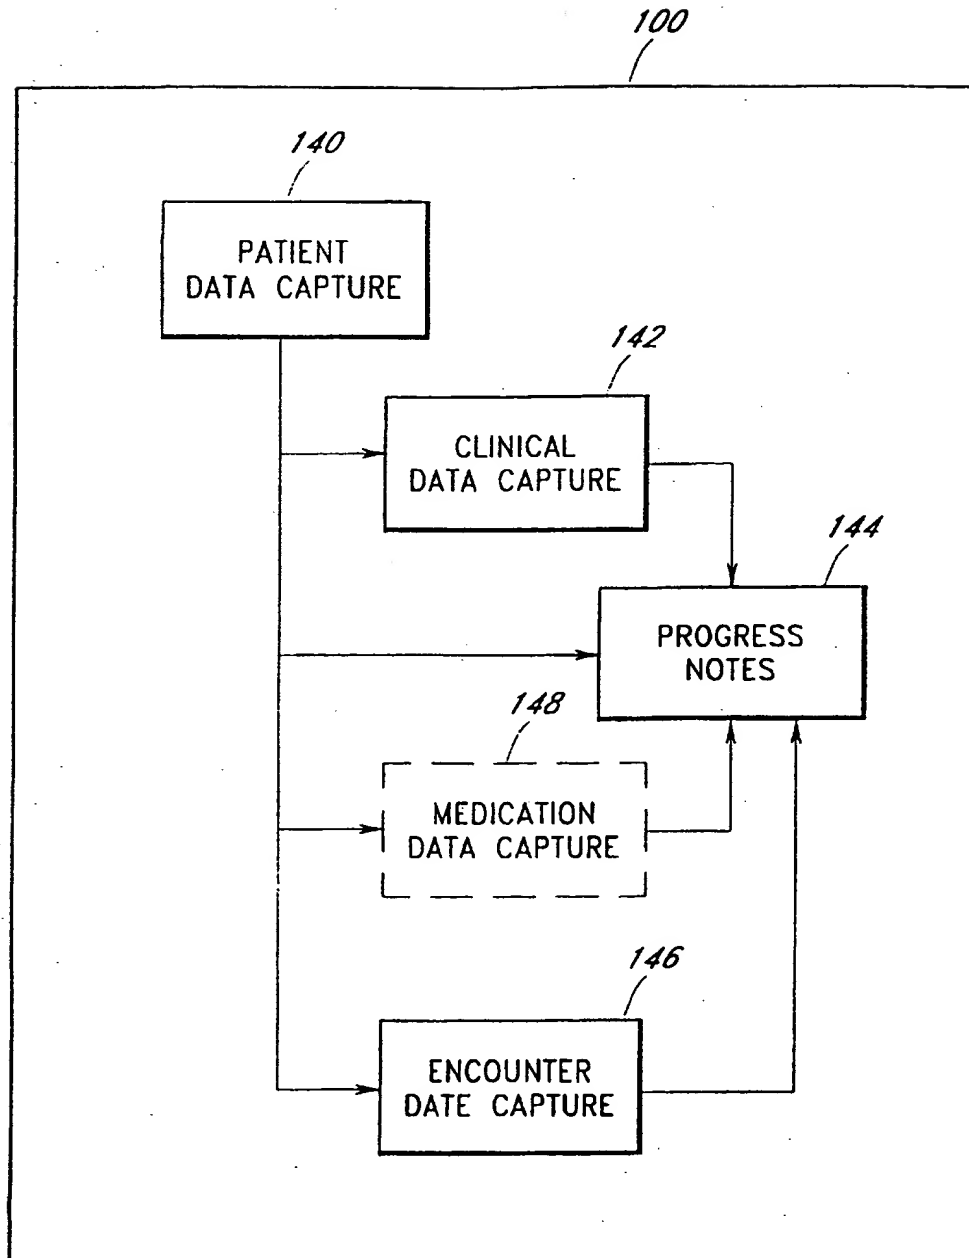 100
140
PATIENT
DATA CAPTURE
142
CLINICAL
DATA CAPTURE
144
PROGRESS
NOTES
148
MEDICATION
DATA CAPTURE
146
ENCOUNTER
DATE CAPTURE